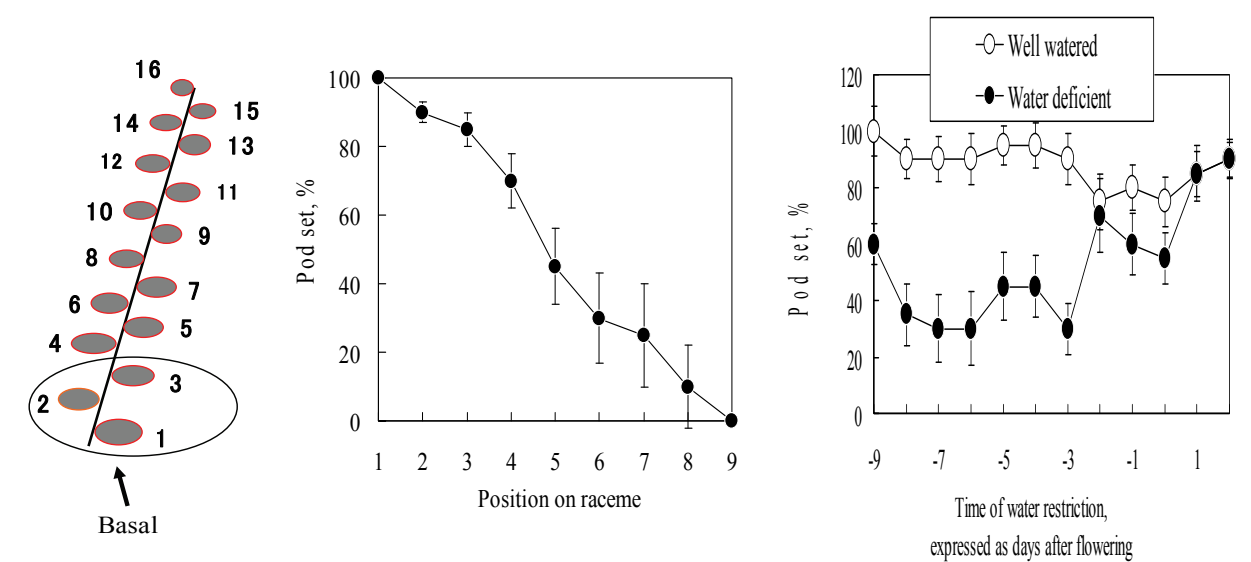 16
15
14
13
12
11
10
9
8
7
6
5
4
3
2
1
Basal
Pod set, %
100
80
60
40
20
0
1 2 3 4 5 6 7 8 9
Position on raceme
Well watered
Water deficient
Pod set, %
120
100
80
60
40
20
0
-9 -7 -5 -3 -1 1
Time of water restriction,
expressed as days after flowering